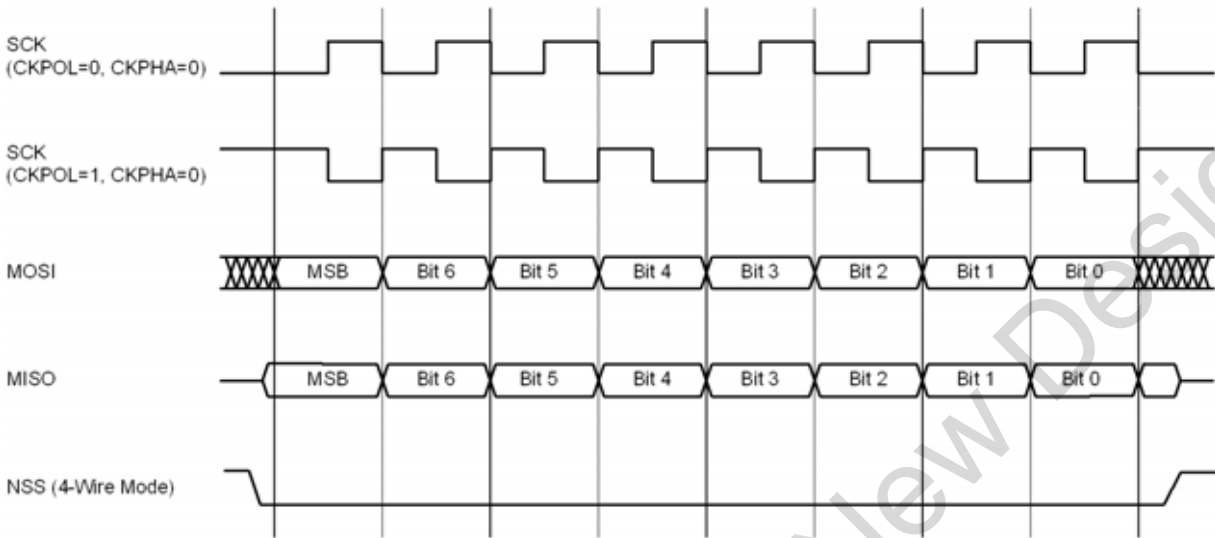 SCK
(CKPOL=0, CKPHA=0)
SCK
(CKPOL=1, CKPHA=0)
MOSI
MSB Bit 6 Bit 5 Bit 4 Bit 3 Bit 2 Bit 1 Bit 0
MISO
MSB Bit 6 Bit 5 Bit 4 Bit 3 Bit 2 Bit 1 Bit 0
NSS (4-Wire Mode)
New Desig